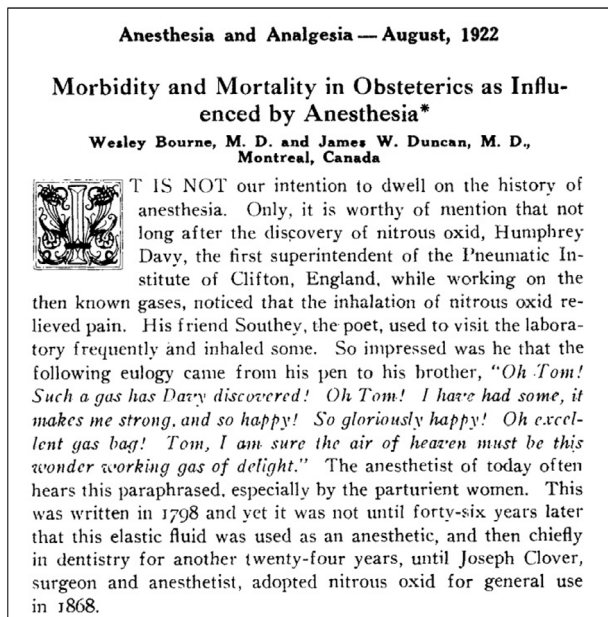 Anesthesia and Analgesia — August, 1922
Morbidity and Mortality in Obsteterics as Influ-
enced by Anesthesia*
Wesley Bourne, M. D. and James W. Duncan, M. D.,
Montreal, Canada
IT IS NOT our intention to dwell on the history of
anesthesia. Only, it is worthy of mention that not
long after the discovery of nitrous oxid, Humphrey
Davy, the first superintendent of the Pneumatic In-
stitute of Clifton, England, while working on the
then known gases, noticed that the inhalation of nitrous oxid re-
lieved pain. His friend Southey, the poet, used to visit the labora-
tory frequently and inhaled some. So impressed was he that the
following eulogy came from his pen to his brother, "Oh Tom!
Such a gas has Davy discovered! Oh Tom! I have had some, it
makes me strong, and so happy! So gloriously happy! Oh excel-
lent gas bag! Tom, I am sure the air of heaven must be this
wonder working gas of delight." The anesthetist of today often
hears this paraphrased, especially by the parturient women. This
was written in 1798 and yet it was not until forty-six years later
that this elastic fluid was used as an anesthetic, and then chiefly
in dentistry for another twenty-four years, until Joseph Clover,
surgeon and anesthetist, adopted nitrous oxid for general use
in 1868.